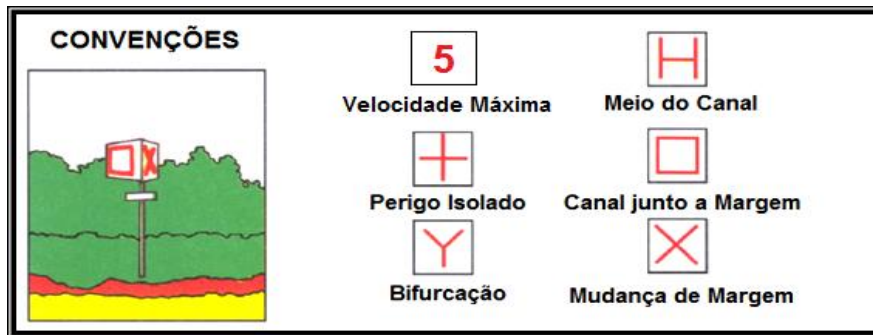 CONVENÇÕES
5
Velocidade Máxima
H
Meio do Canal
Perigo Isolado
Canal junto a Margem
Y
Bifurcação
X
Mudança de Margem